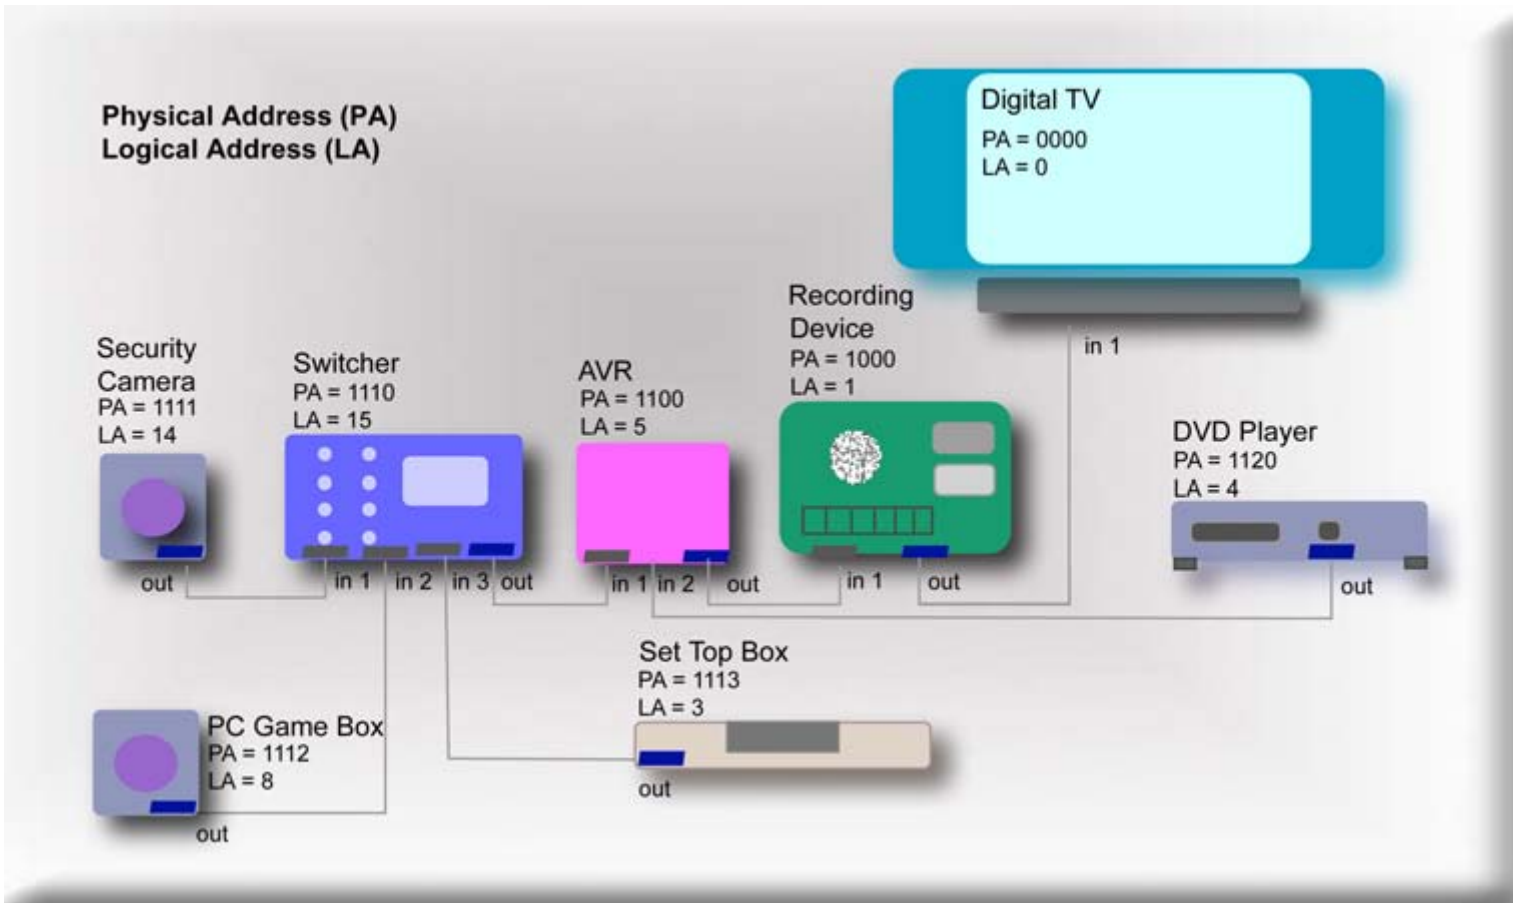 Physical Address (PA)
Logical Address (LA)
Digital TV
PA = 0000
LA = 0
in 1
Recording
Device
PA = 1000
LA = 1
in 1
out
Security
Camera
PA = 1111
LA = 14
out
Switcher
PA = 1110
LA = 15
in 1
in 2
in 3
out
AVR
PA = 1100
LA = 5
in 1
in 2
out
DVD Player
PA = 1120
LA = 4
out
Set Top Box
PA = 1113
LA = 3
out
PC Game Box
PA = 1112
LA = 8
out